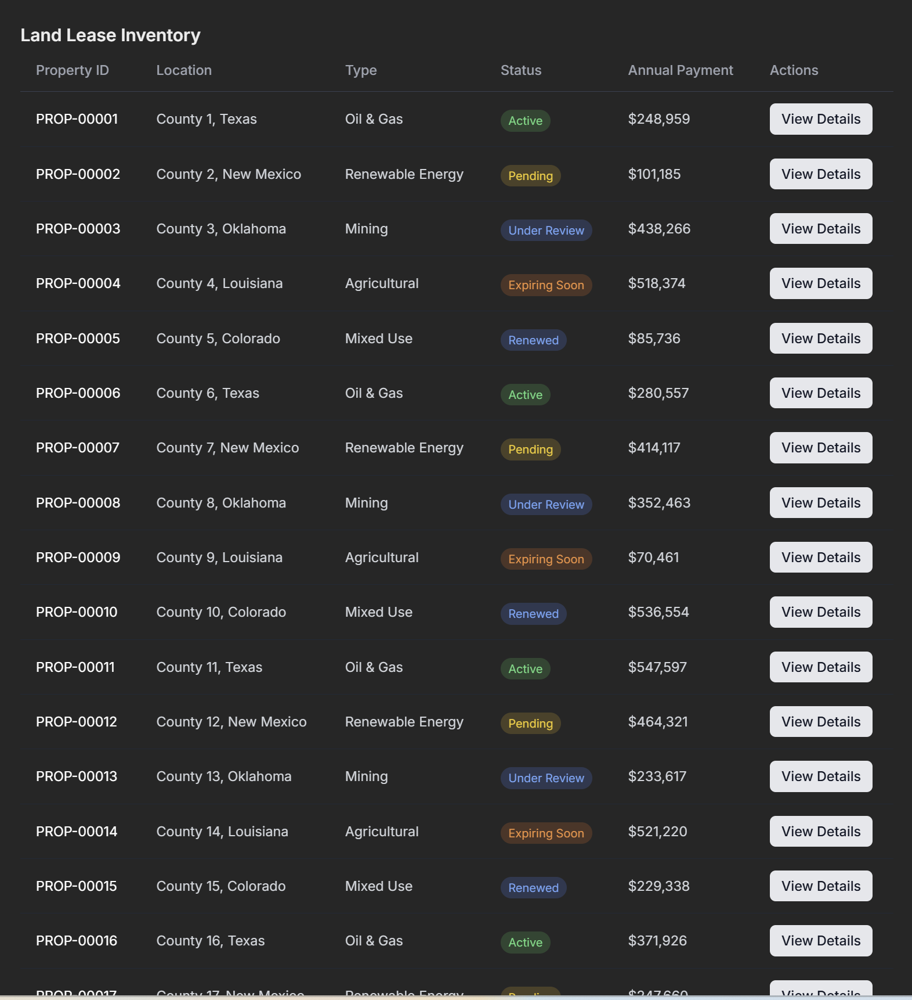 Land Lease Inventory
Property ID Location Type Status Annual Payment Actions
PROP-00001 County 1, Texas Oil & Gas Active $248,959 View Details
PROP-00002 County 2, New Mexico Renewable Energy Pending $101,185 View Details
PROP-00003 County 3, Oklahoma Mining Under Review $438,266 View Details
PROP-00004 County 4, Louisiana Agricultural Expiring Soon $518,374 View Details
PROP-00005 County 5, Colorado Mixed Use Renewed $85,736 View Details
PROP-00006 County 6, Texas Oil & Gas Active $280,557 View Details
PROP-00007 County 7, New Mexico Renewable Energy Pending $414,117 View Details
PROP-00008 County 8, Oklahoma Mining Under Review $352,463 View Details
PROP-00009 County 9, Louisiana Agricultural Expiring Soon $70,461 View Details
PROP-00010 County 10, Colorado Mixed Use Renewed $536,554 View Details
PROP-00011 County 11, Texas Oil & Gas Active $547,597 View Details
PROP-00012 County 12, New Mexico Renewable Energy Pending $464,321 View Details
PROP-00013 County 13, Oklahoma Mining Under Review $233,617 View Details
PROP-00014 County 14, Louisiana Agricultural Expiring Soon $521,220 View Details
PROP-00015 County 15, Colorado Mixed Use Renewed $229,338 View Details
PROP-00016 County 16, Texas Oil & Gas Active $371,926 View Details
PROP-00017 County 17, New Mexico Renewable Energy Pending View Details